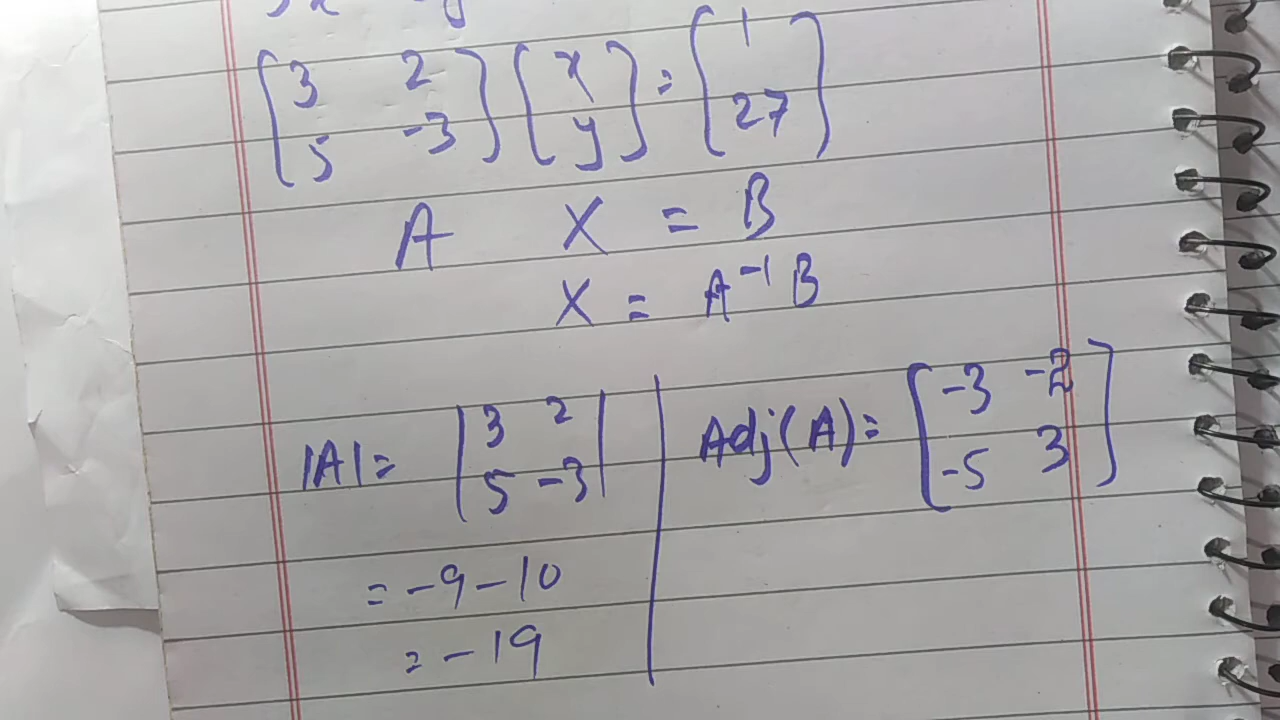 [3 2] [x] = [1]
[5 -3] [y] [27]
A X = B
X = A⁻¹ B
|A| = |3 2|
|5 -3|
= -9 - 10
= -19
Adj(A) = [-3 -2]
[-5 3]